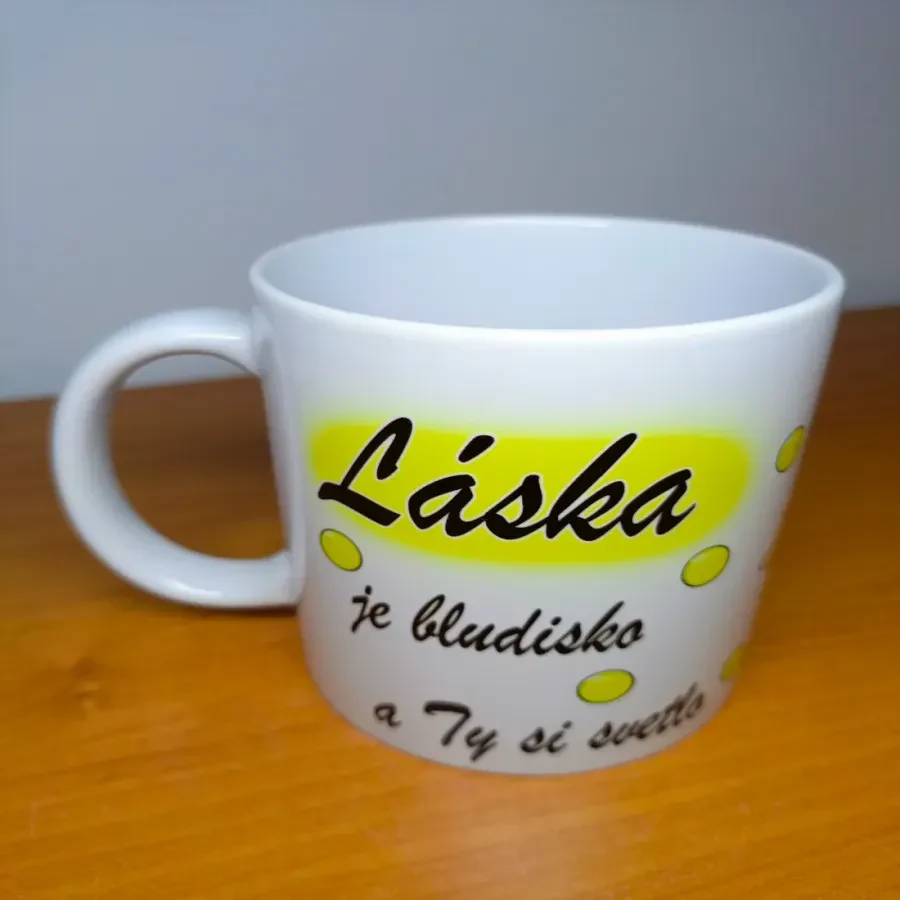 Láska
je bludisko
a Ty si svetlo